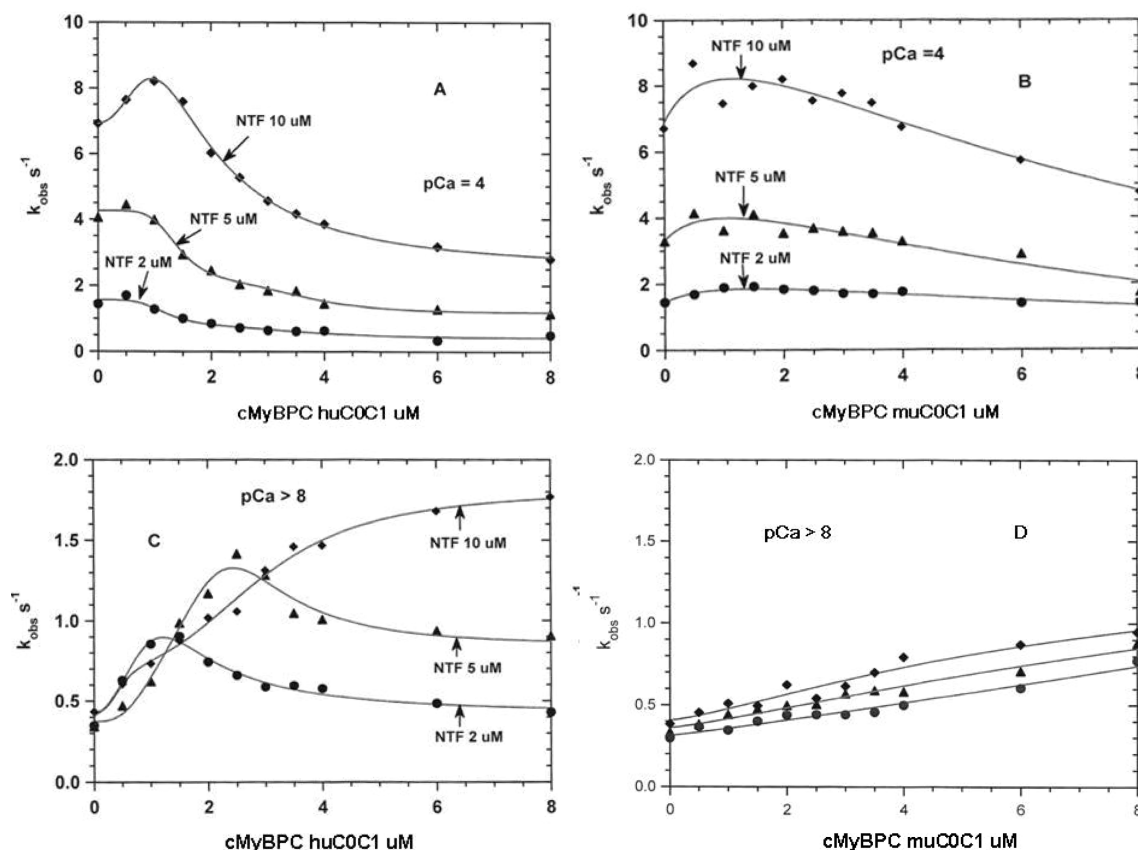 10
8
6
4
2
0
k_obs s⁻¹
A
NTF 10 uM
pCa = 4
NTF 5 uM
NTF 2 uM
0 2 4 6 8
cMyBPC huC0C1 uM
10
8
6
4
2
0
k_obs s⁻¹
pCa =4
B
NTF 10 uM
NTF 5 uM
NTF 2 uM
0 2 4 6 8
cMyBPC muC0C1 uM
2.0
1.5
1.0
0.5
0.0
k_obs s⁻¹
pCa > 8
C
NTF 10 uM
NTF 5 uM
NTF 2 uM
0 2 4 6 8
cMyBPC huC0C1 uM
2.0
1.5
1.0
0.5
0.0
k_obs s⁻¹
pCa > 8
D
0 2 4 6 8
cMyBPC muC0C1 uM